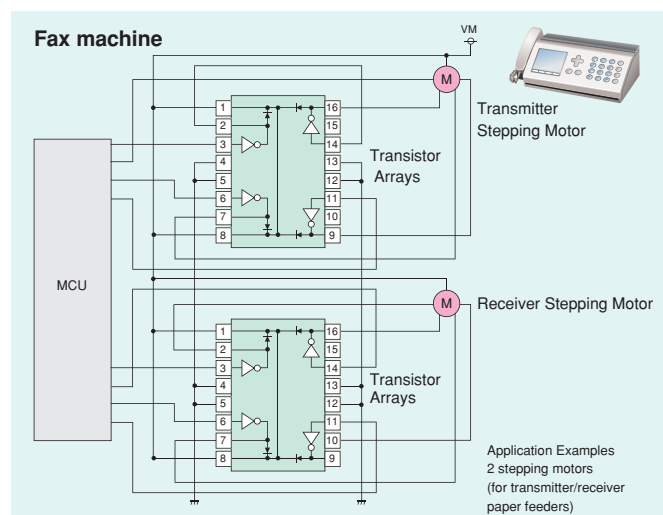 Fax machine
VM
M
Transmitter
Stepping Motor
1
2
3
4
5
6
7
8
16
15
14
13
12
11
10
9
Transistor
Arrays
MCU
M
Receiver Stepping Motor
1
2
3
4
5
6
7
8
16
15
14
13
12
11
10
9
Transistor
Arrays
Application Examples
2 stepping motors
(for transmitter/receiver
paper feeders)